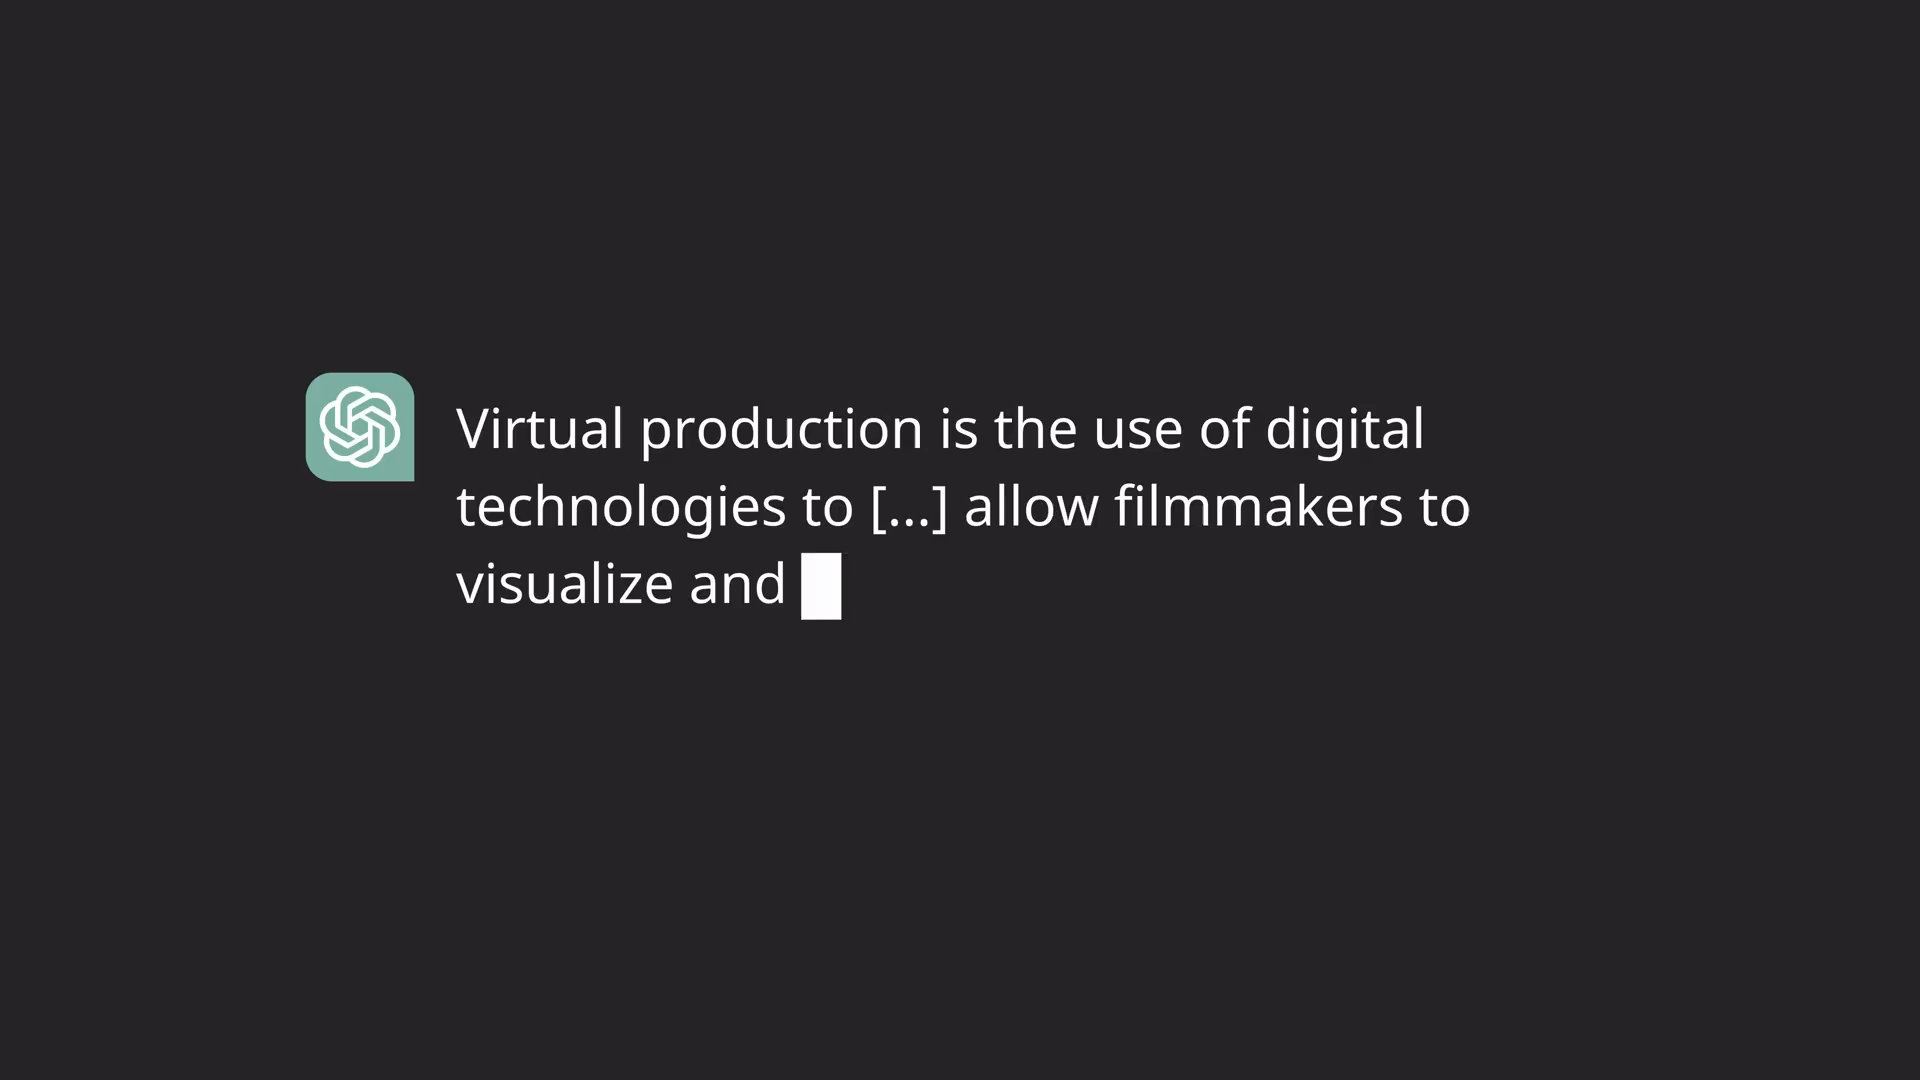 Virtual production is the use of digital
technologies to [...] allow filmmakers to
visualize and